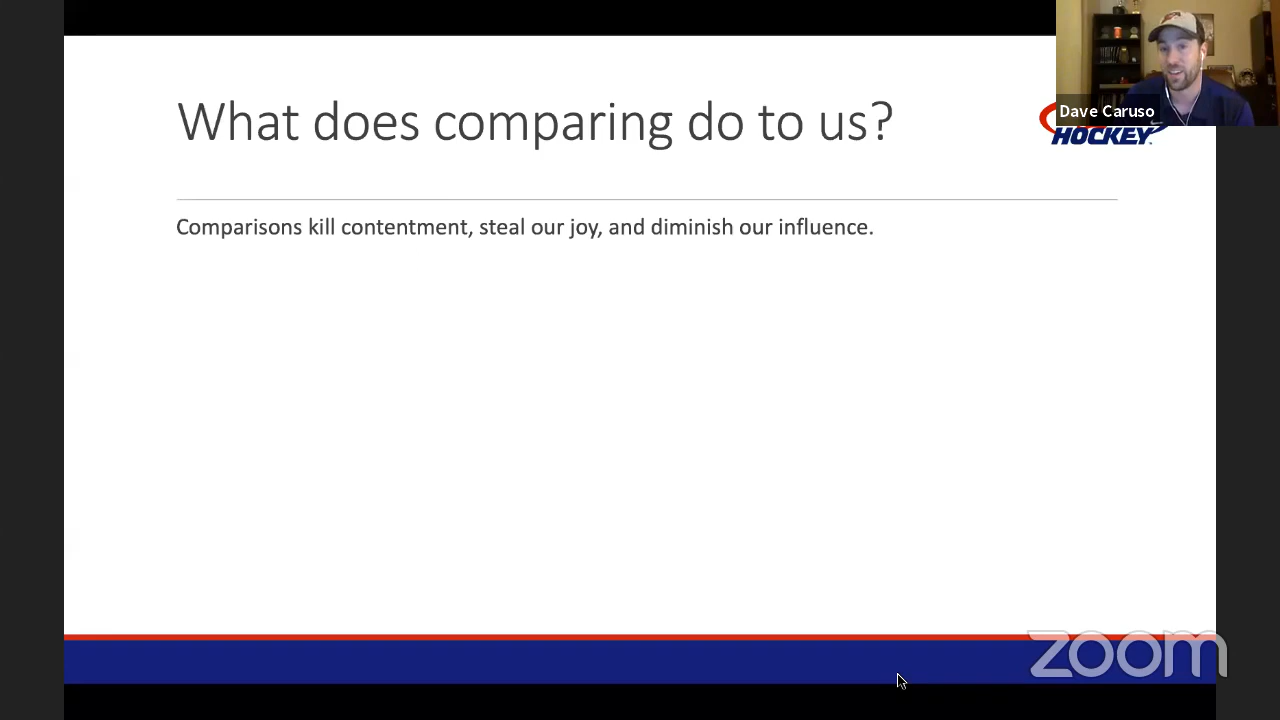 What does comparing do to us?
Dave Caruso
HOCKEY
Comparisons kill contentment, steal our joy, and diminish our influence.
zoom